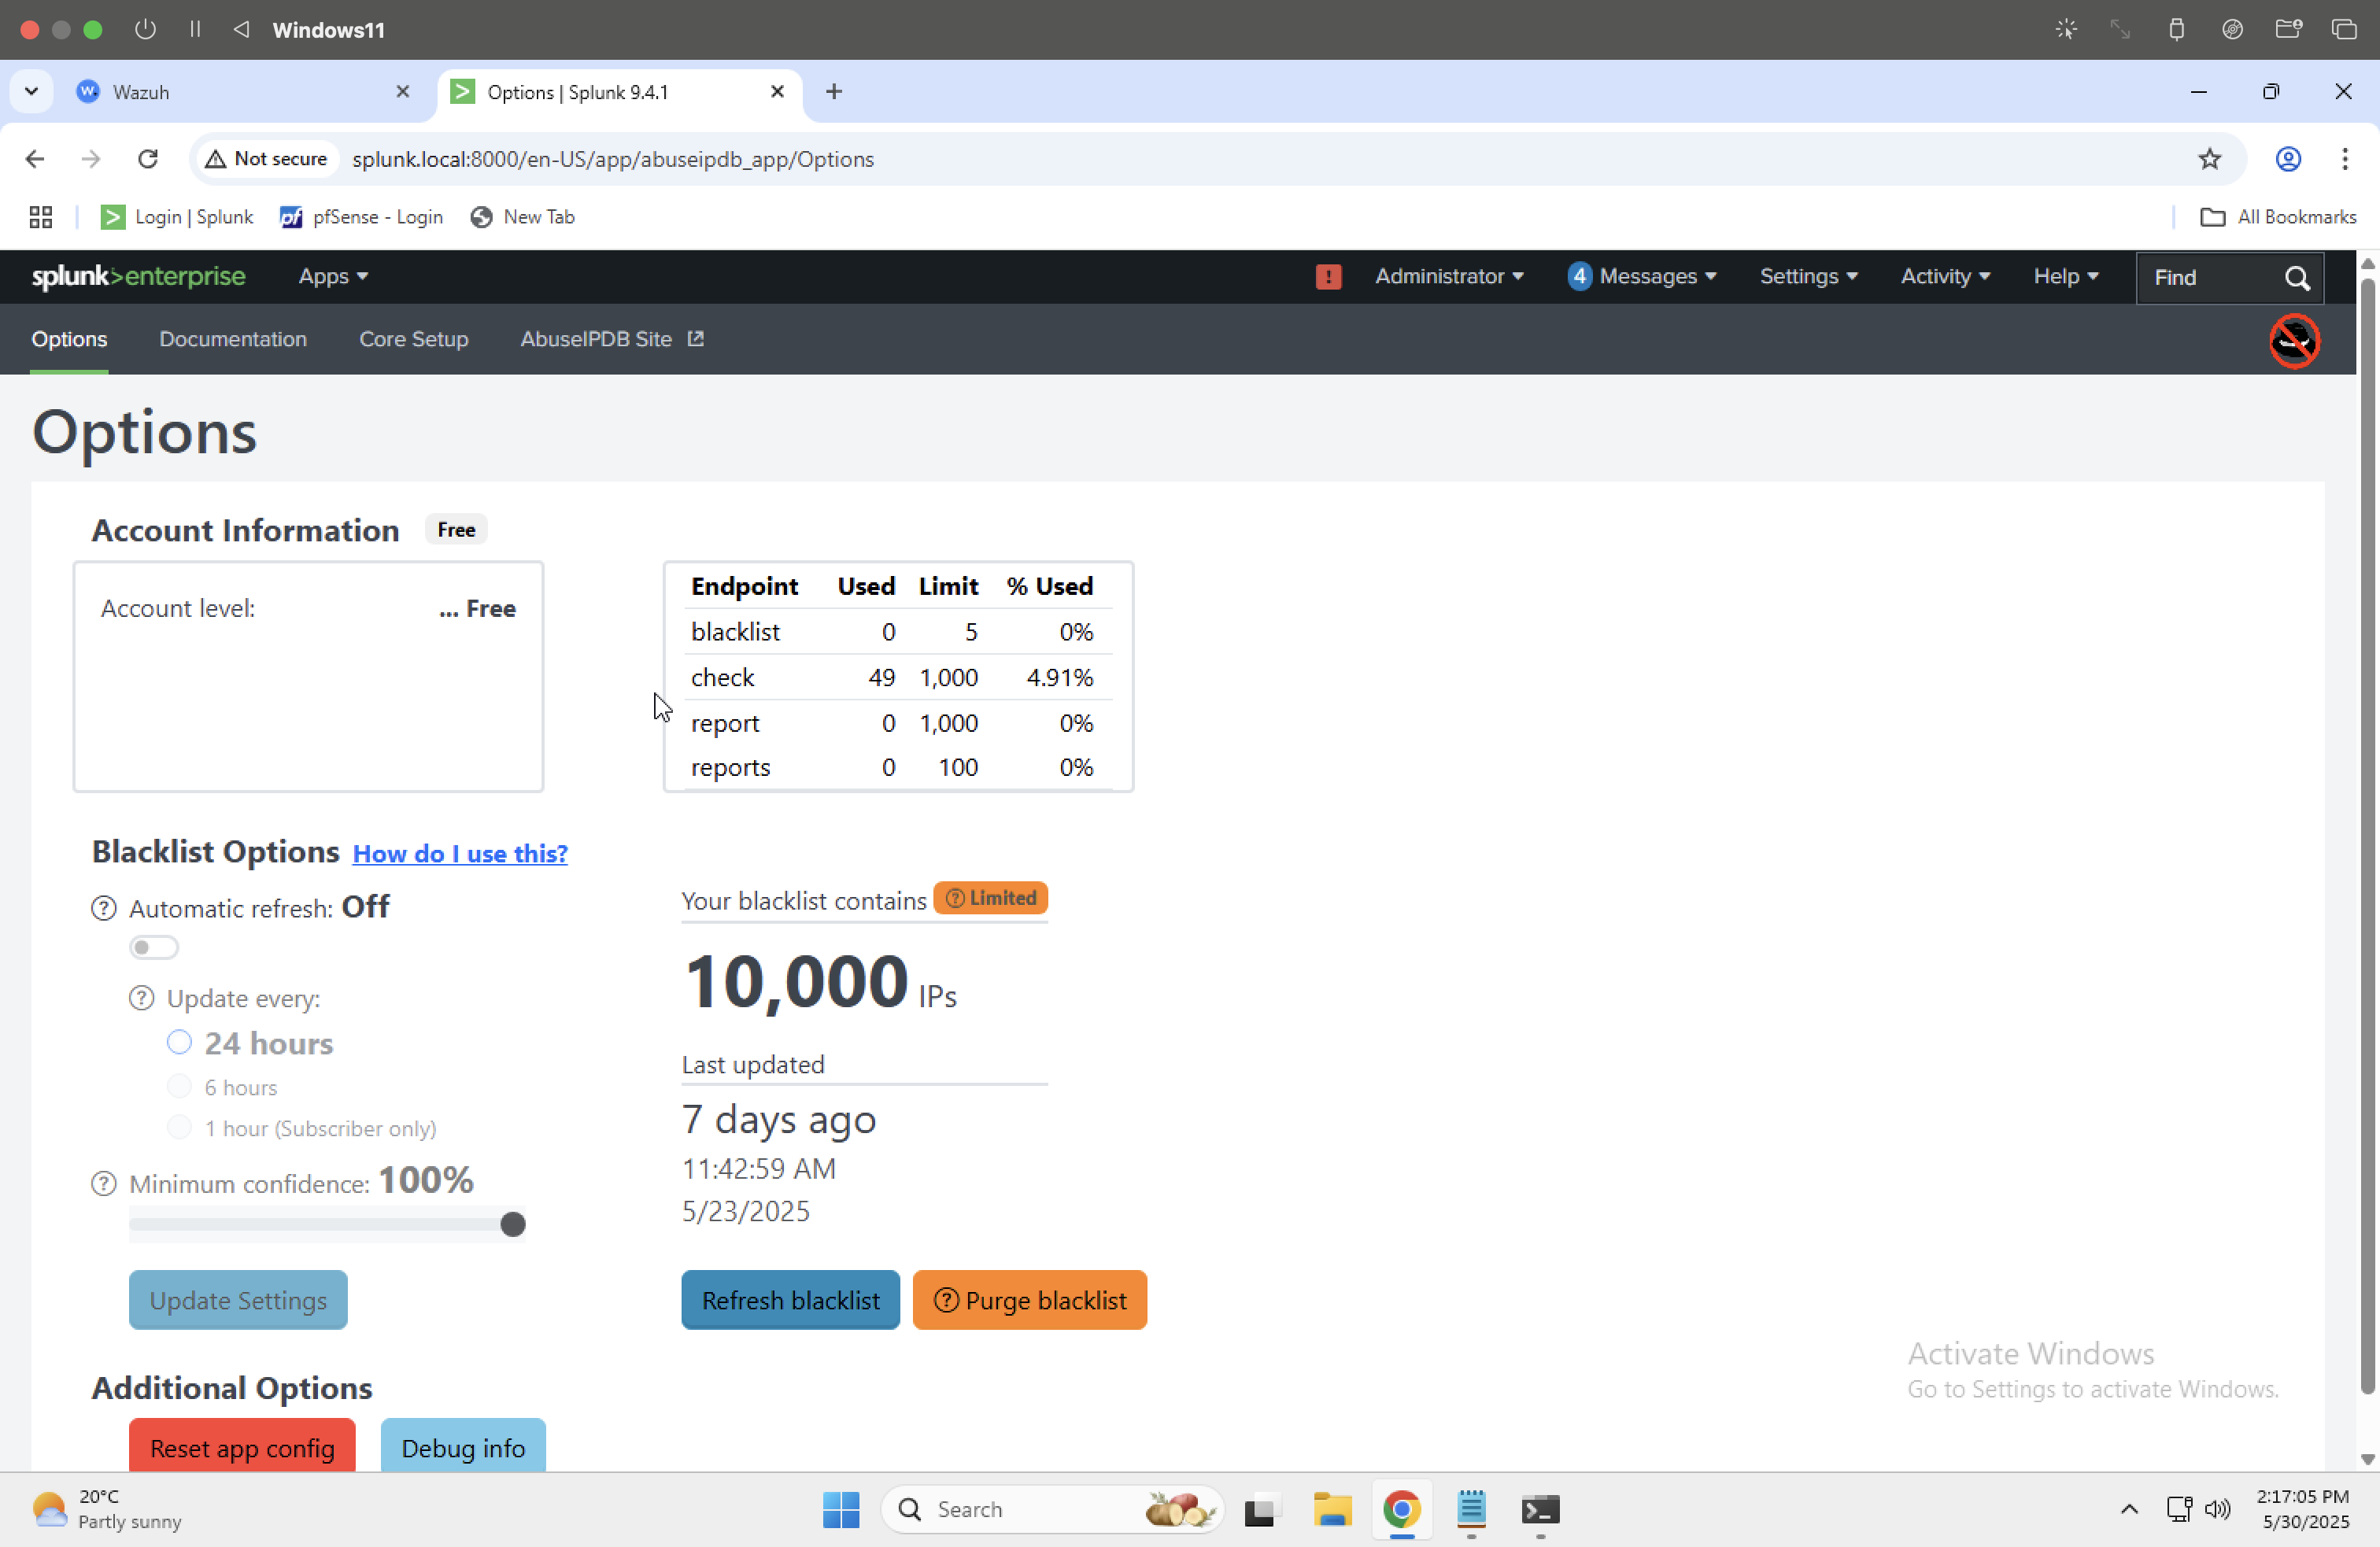 Windows11
Wazuh
Options | Splunk 9.4.1
Not secure
splunk.local:8000/en-US/app/abuseipdb_app/Options
Login | Splunk
pfSense - Login
New Tab
All Bookmarks
splunk>enterprise
Apps
!
Administrator
4 Messages
Settings
Activity
Help
Find
Options
Documentation
Core Setup
AbuseIPDB Site
Options
Account Information Free
Account level: ... Free
Endpoint Used Limit % Used
blacklist 0 5 0%
check 49 1,000 4.91%
report 0 1,000 0%
reports 0 100 0%
Blacklist Options How do I use this?
? Automatic refresh: Off
? Update every:
24 hours
6 hours
1 hour (Subscriber only)
? Minimum confidence: 100%
Update Settings
Your blacklist contains ? Limited
10,000 IPs
Last updated
7 days ago
11:42:59 AM
5/23/2025
Refresh blacklist
? Purge blacklist
Additional Options
Reset app config
Debug info
Activate Windows
Go to Settings to activate Windows.
20°C
Partly sunny
Search
2:17:05 PM
5/30/2025